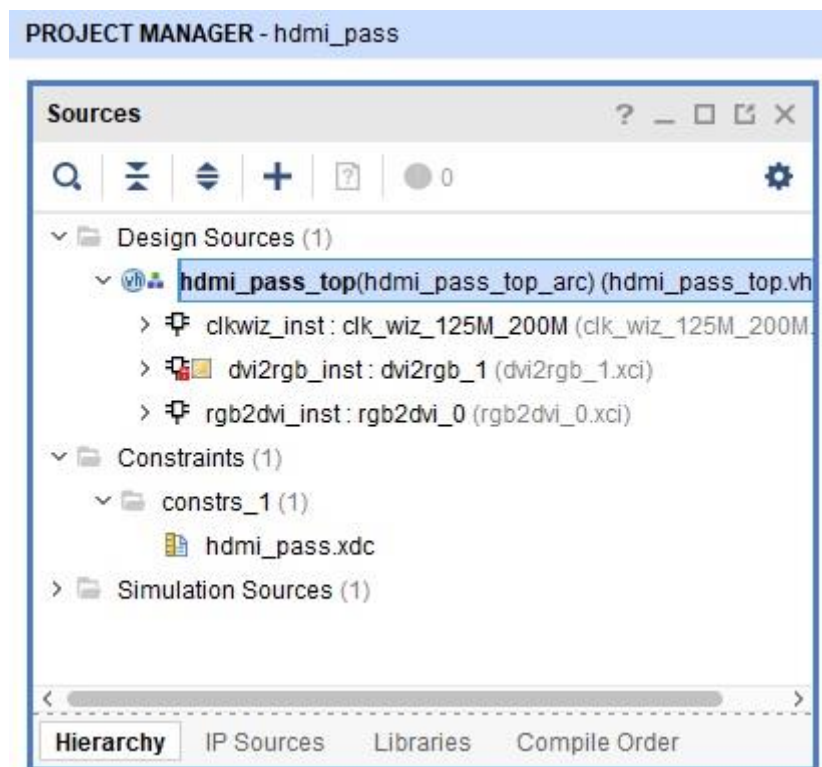 PROJECT MANAGER - hdmi_pass
Sources
0
Design Sources (1)
hdmi_pass_top(hdmi_pass_top_arc) (hdmi_pass_top.vh
clkwiz_inst : clk_wiz_125M_200M (clk_wiz_125M_200M.
dvi2rgb_inst : dvi2rgb_1 (dvi2rgb_1.xci)
rgb2dvi_inst : rgb2dvi_0 (rgb2dvi_0.xci)
Constraints (1)
constrs_1 (1)
hdmi_pass.xdc
Simulation Sources (1)
Hierarchy IP Sources Libraries Compile Order